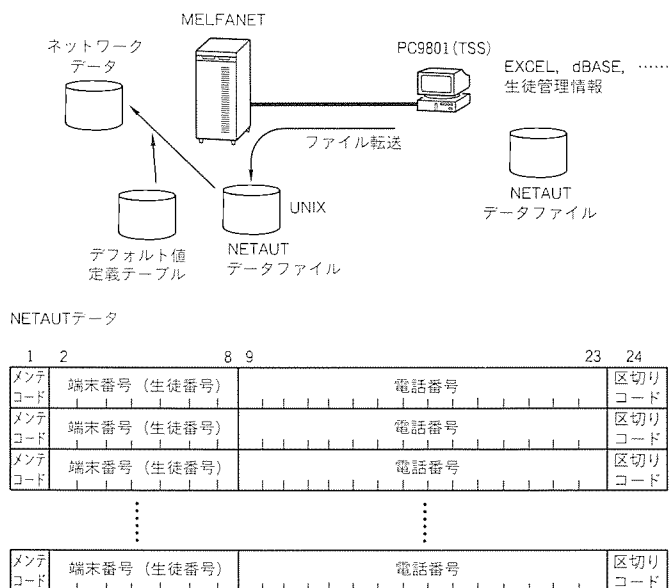 MELFANET
ネットワーク
データ
PC9801(TSS)
EXCEL, dBASE, ……
生徒管理情報
ファイル転送
UNIX
NETAUT
データファイル
デフォルト値
定義テーブル
NETAUT
データファイル
NETAUTデータ
1 2 8 9 23 24
メンテ
コード
端末番号（生徒番号）
電話番号
区切り
コード
メンテ
コード
端末番号（生徒番号）
電話番号
区切り
コード
メンテ
コード
端末番号（生徒番号）
電話番号
区切り
コード
メンテ
コード
端末番号（生徒番号）
電話番号
区切り
コード